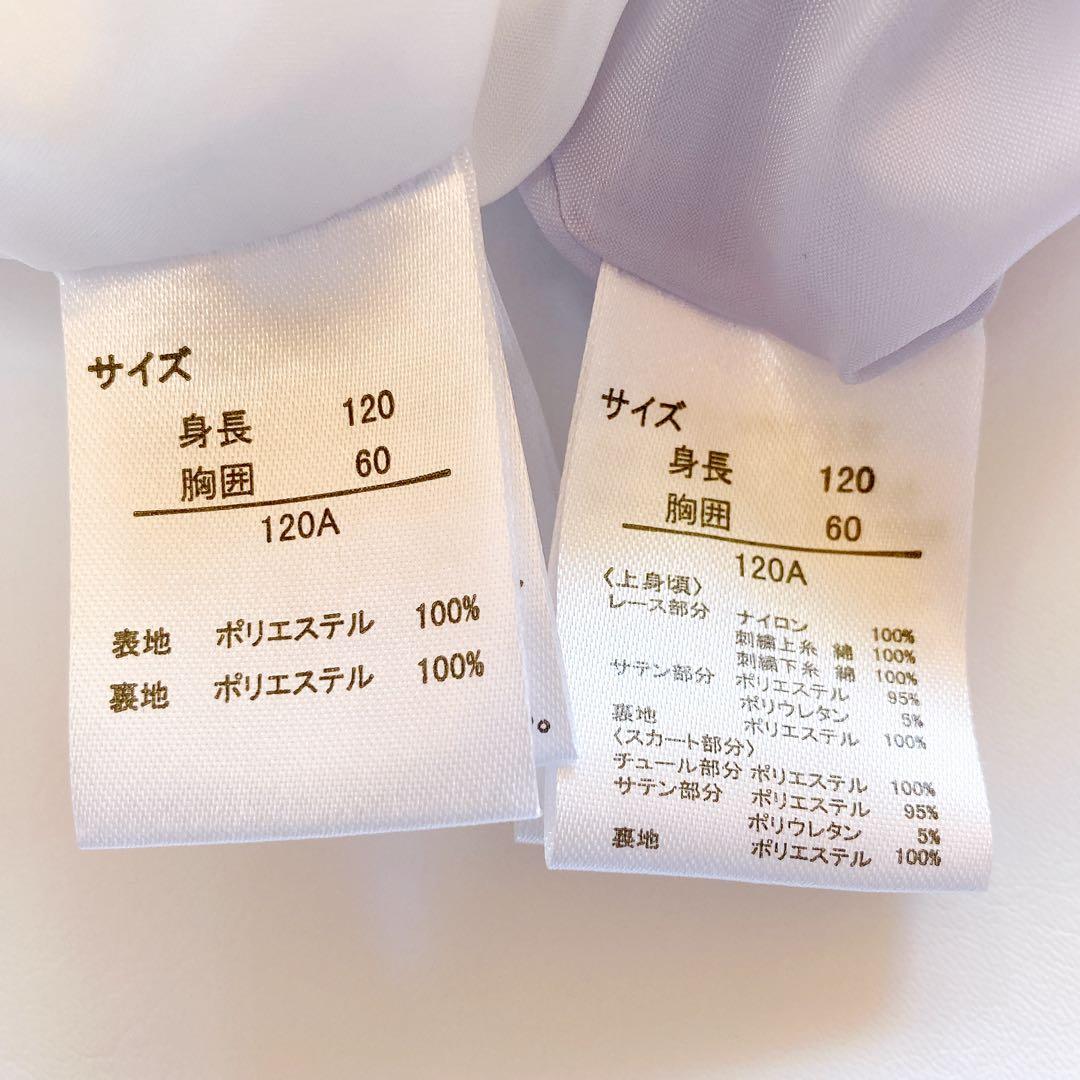 サイズ
身長 120
胸囲 60
120A
表地 ポリエステル 100%
裏地 ポリエステル 100%
サイズ
身長 120
胸囲 60
120A
〈上身頃〉
レース部分 ナイロン 100%
刺繍上糸 綿 100%
刺繍下糸 綿 100%
サテン部分 ポリエステル 95%
ポリウレタン 5%
裏地 ポリエステル 100%
〈スカート部分〉
チュール部分 ポリエステル 100%
サテン部分 ポリエステル 95%
ポリウレタン 5%
裏地 ポリエステル 100%